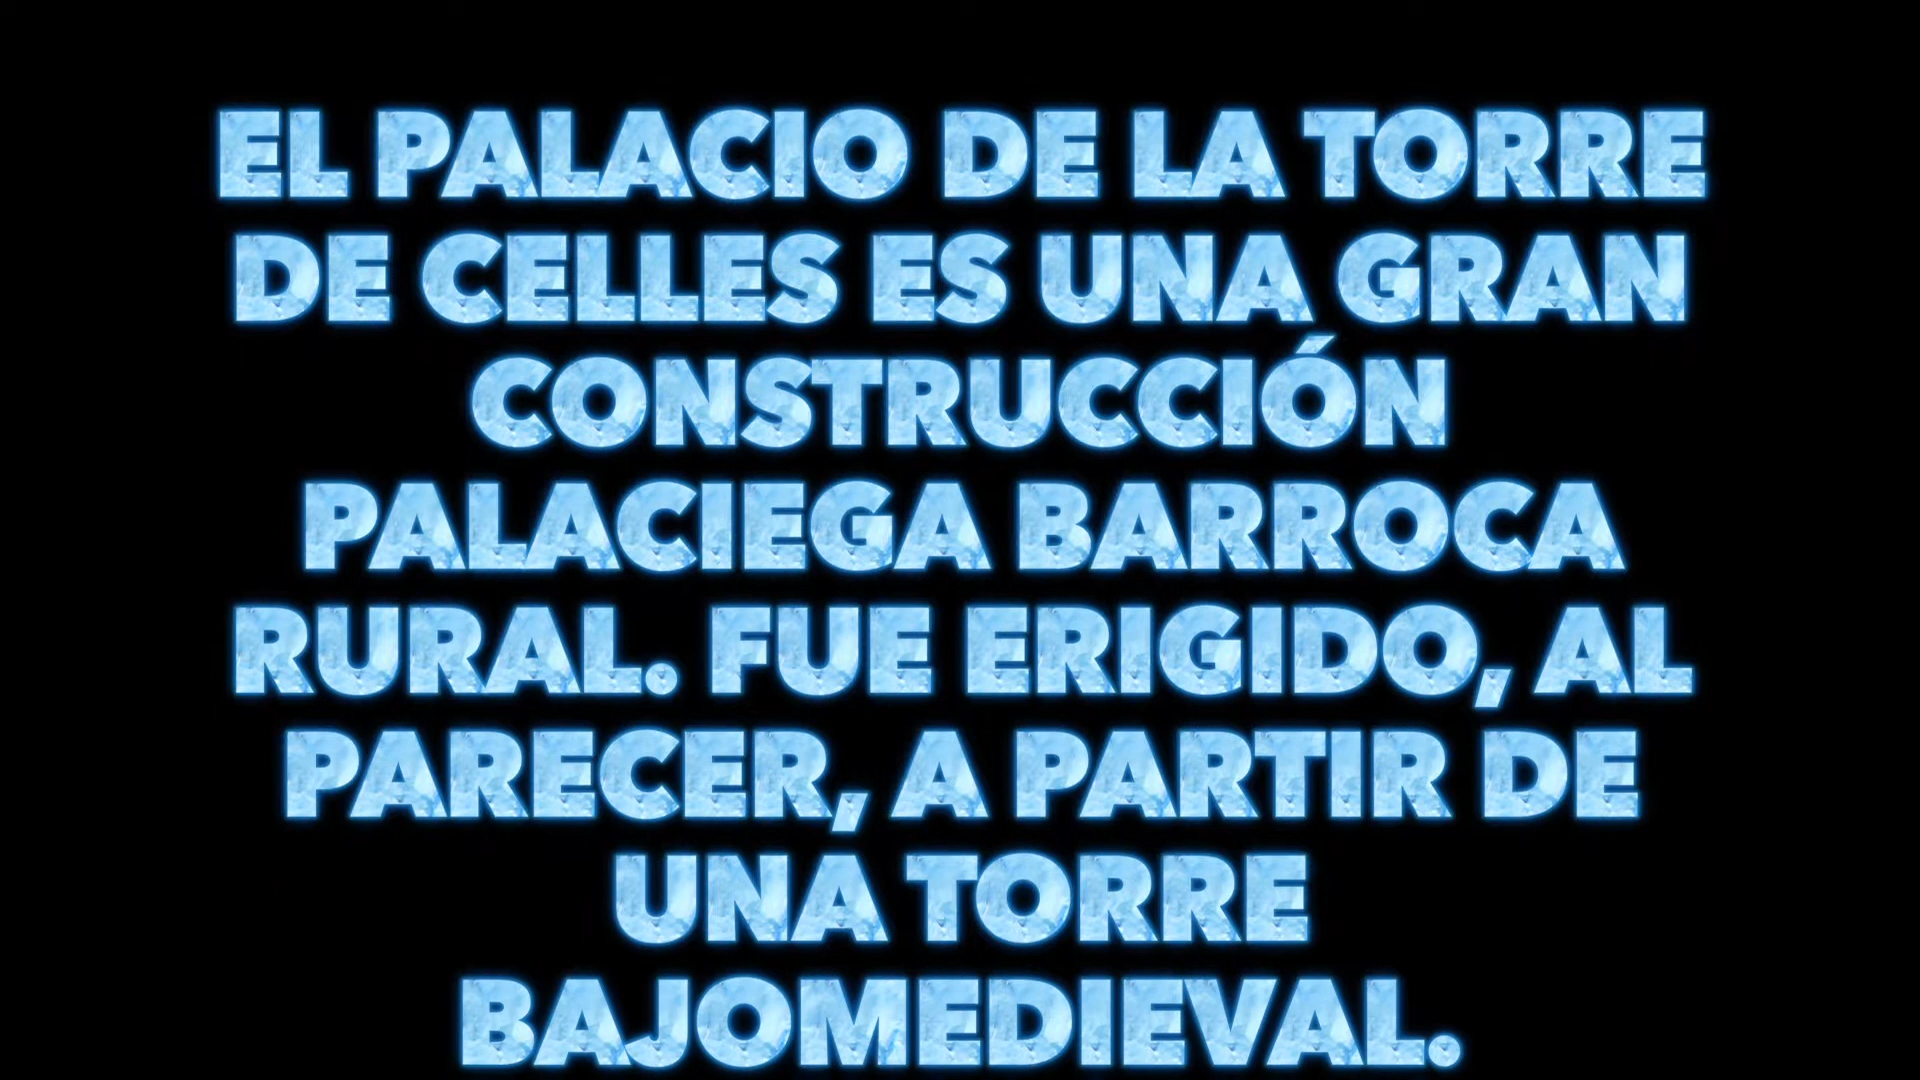 EL PALACIO DE LA TORRE
DE CELLES ES UNA GRAN
CONSTRUCCIÓN
PALACIEGA BARROCA
RURAL. FUE ERIGIDO, AL
PARECER, A PARTIR DE
UNA TORRE
BAJOMEDIEVAL.